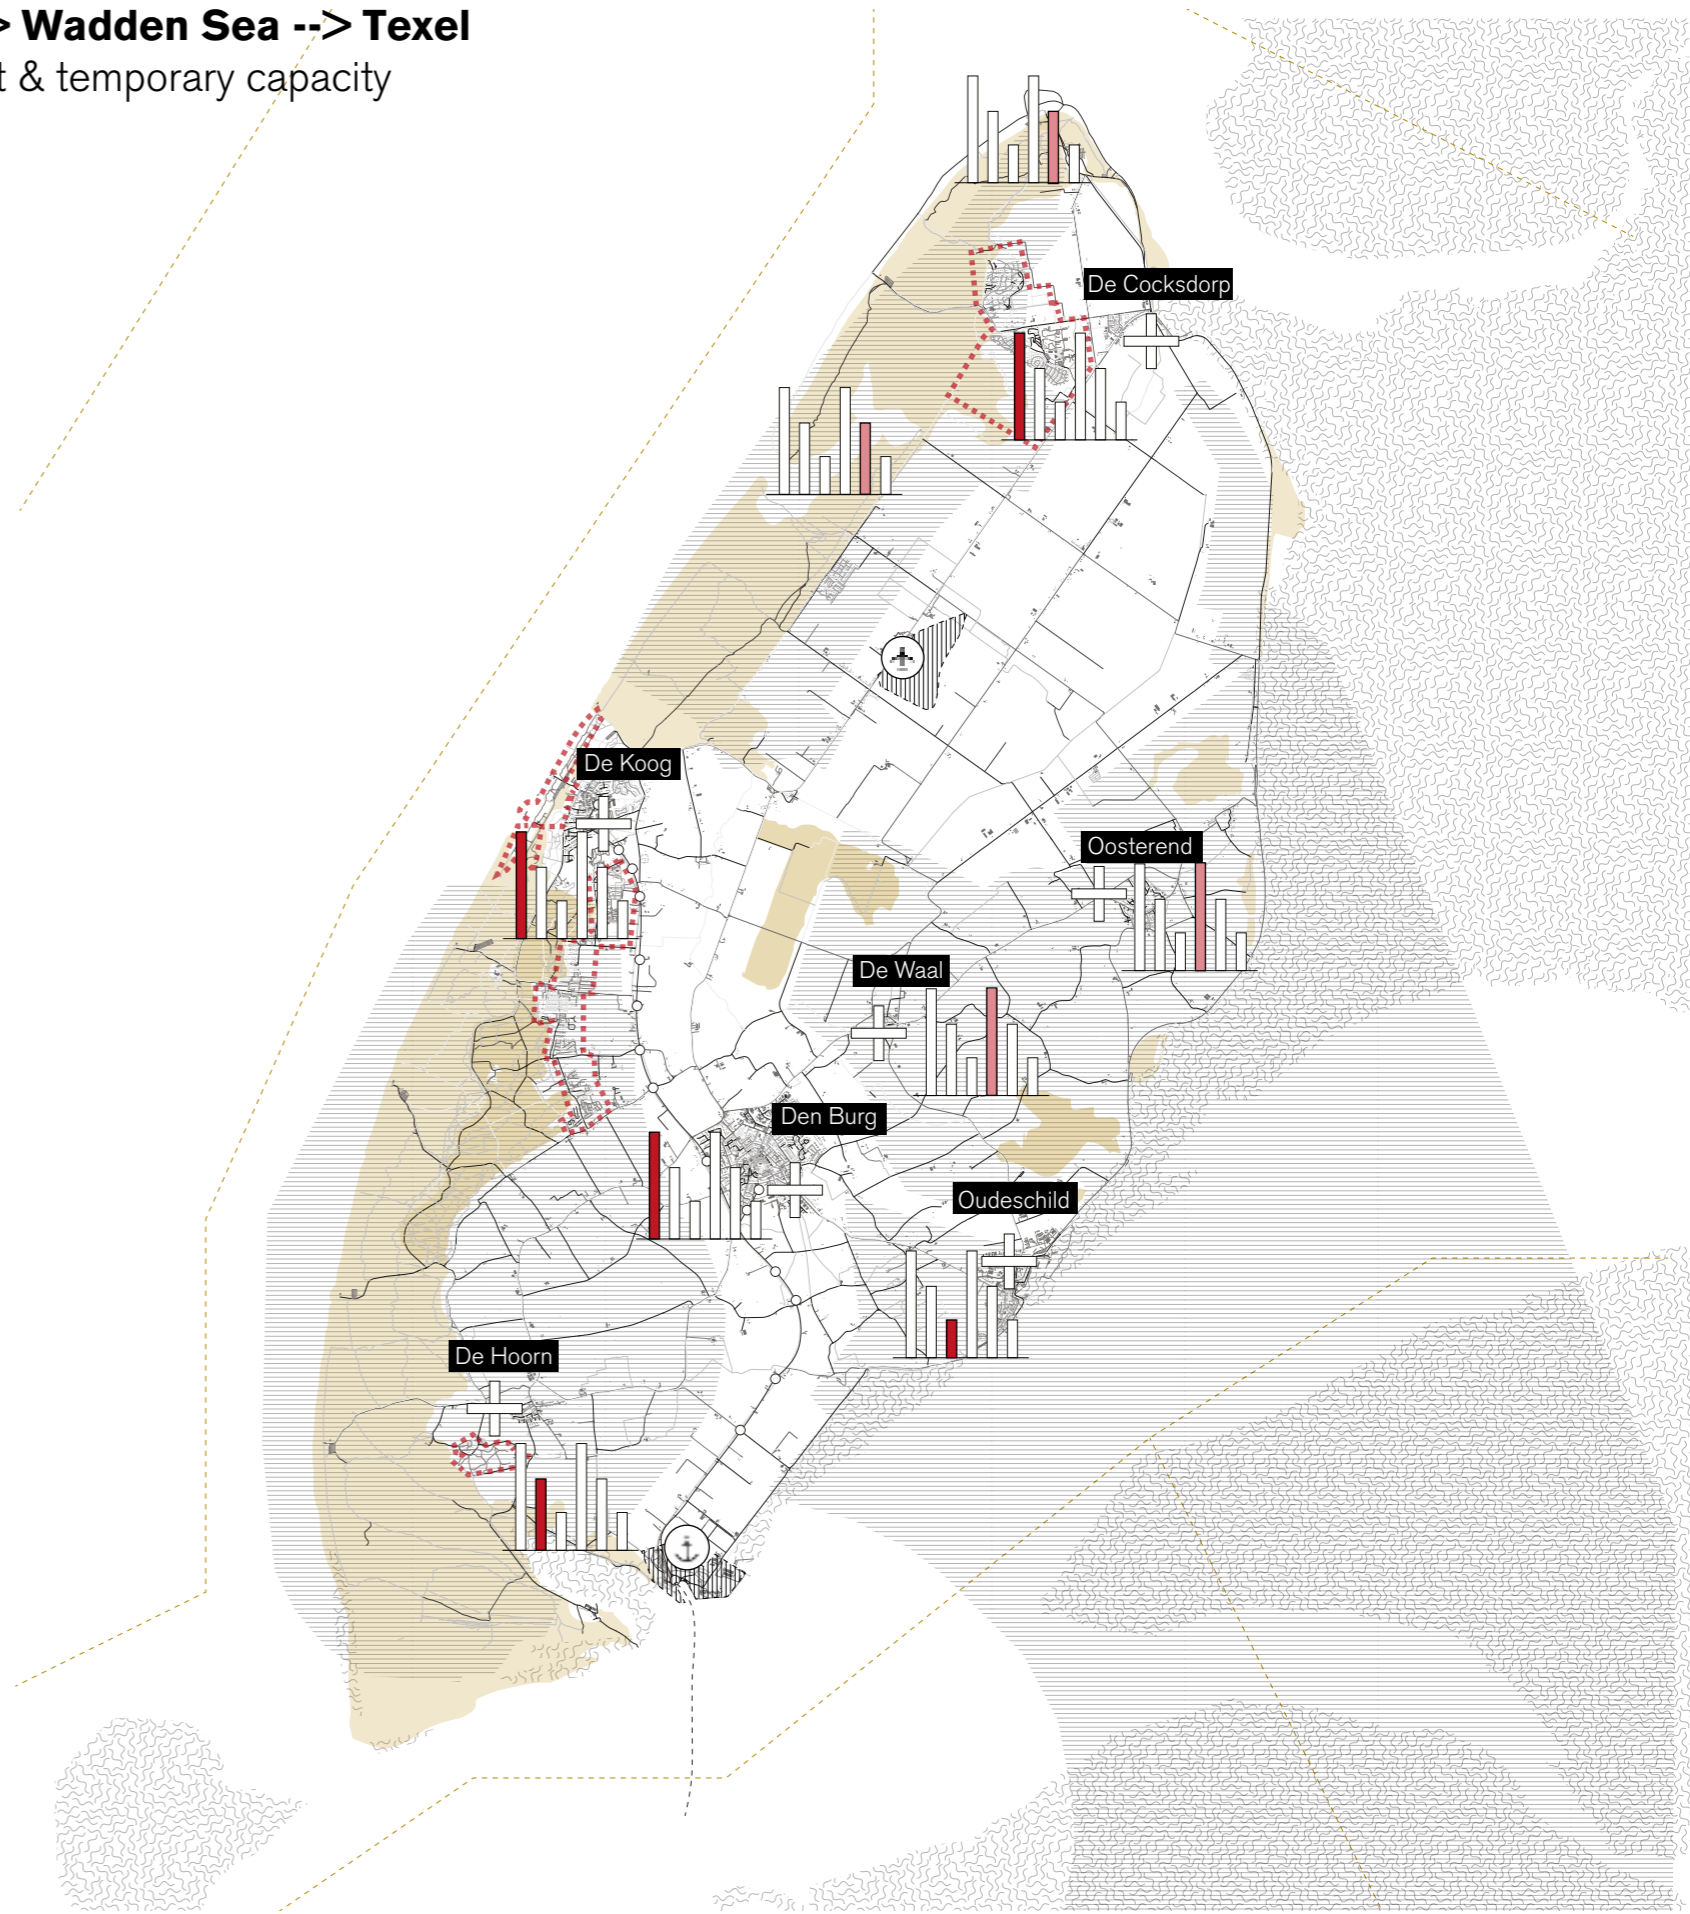 > Wadden Sea --> Texel
t & temporary capacity
De Cocksdorp
De Koog
Oosterend
De Waal
Den Burg
Oudeschild
De Hoorn